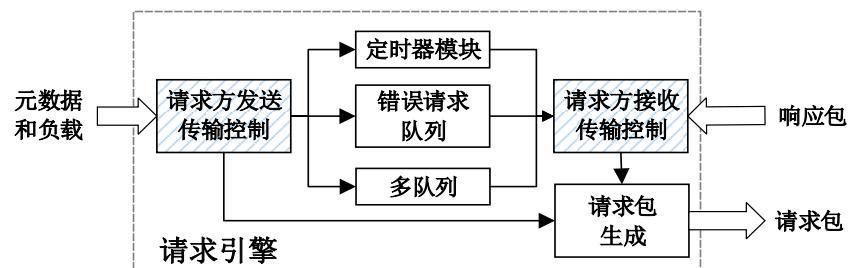 元数据
和负载
请求方发送
传输控制
定时器模块
错误请求
队列
多队列
请求方接收
传输控制
响应包
请求包
生成
请求包
请求引擎